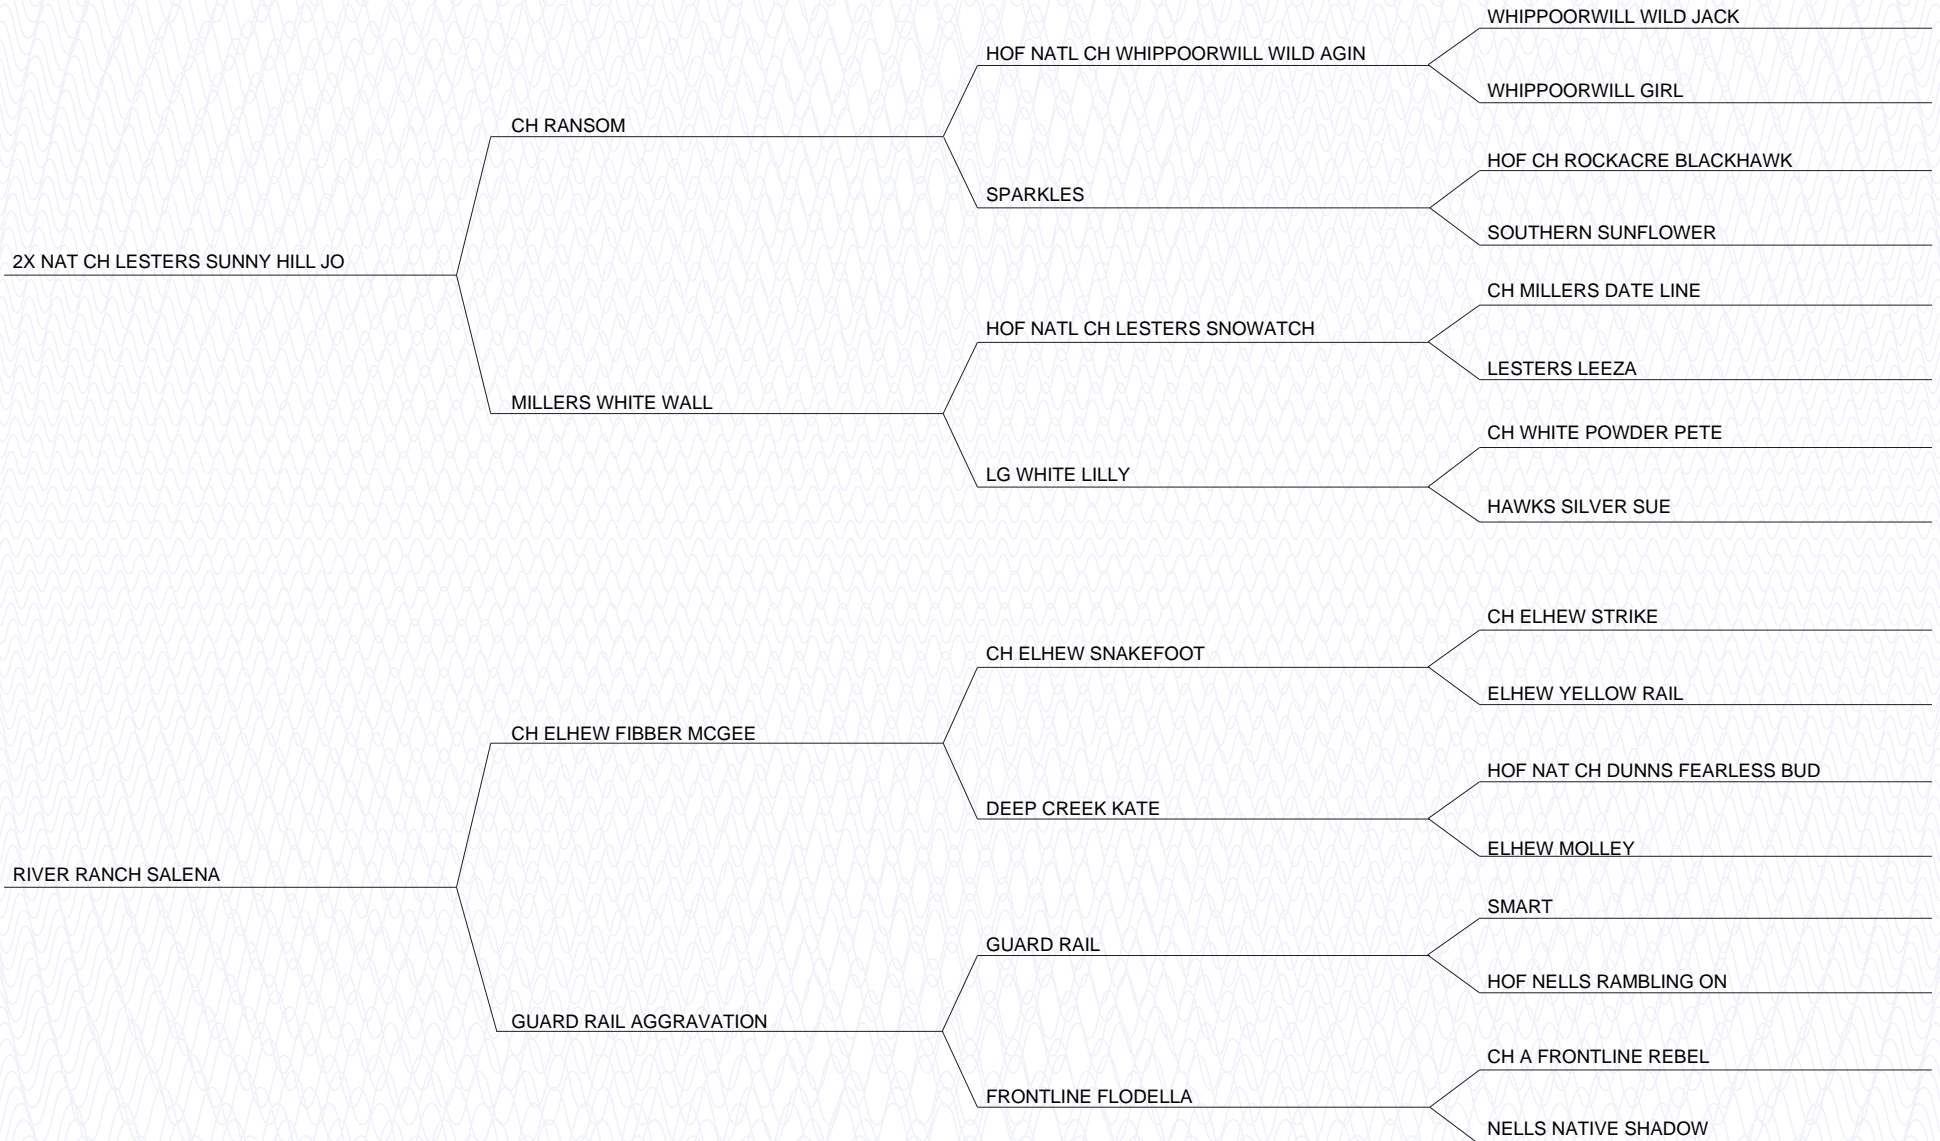 WHIPPOORWILL WILD JACK
HOF NATL CH WHIPPOORWILL WILD AGIN
WHIPPOORWILL GIRL
CH RANSOM
HOF CH ROCKACRE BLACKHAWK
SPARKLES
SOUTHERN SUNFLOWER
2X NAT CH LESTERS SUNNY HILL JO
CH MILLERS DATE LINE
HOF NATL CH LESTERS SNOWATCH
LESTERS LEEZA
MILLERS WHITE WALL
CH WHITE POWDER PETE
LG WHITE LILLY
HAWKS SILVER SUE
CH ELHEW STRIKE
CH ELHEW SNAKEFOOT
ELHEW YELLOW RAIL
CH ELHEW FIBBER MCGEE
HOF NAT CH DUNNS FEARLESS BUD
DEEP CREEK KATE
ELHEW MOLLEY
RIVER RANCH SALENA
SMART
GUARD RAIL
HOF NELLS RAMBLING ON
GUARD RAIL AGGRAVATION
CH A FRONTLINE REBEL
FRONTLINE FLODELLA
NELLS NATIVE SHADOW